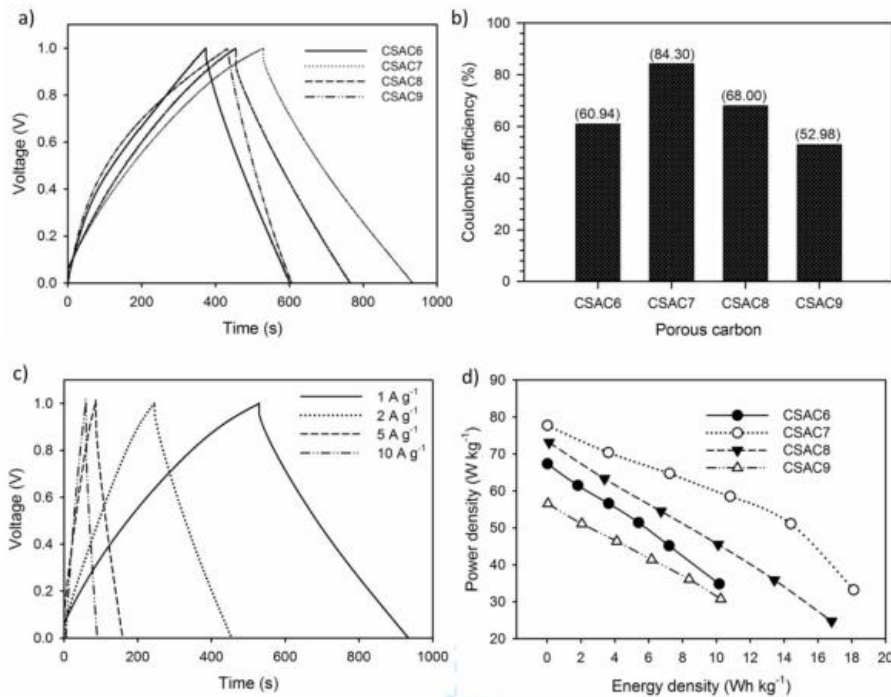 a)
CSAC6
CSAC7
CSAC8
CSAC9
Voltage (V)
1.0
0.8
0.6
0.4
0.2
0.0
0 200 400 600 800 1000
Time (s)
b)
Coulombic efficiency (%)
100
80
60
40
20
0
(60.94)
(84.30)
(68.00)
(52.98)
CSAC6 CSAC7 CSAC8 CSAC9
Porous carbon
c)
1 A g⁻¹
2 A g⁻¹
5 A g⁻¹
10 A g⁻¹
Voltage (V)
1.0
0.8
0.6
0.4
0.2
0.0
0 200 400 600 800 1000
Time (s)
d)
CSAC6
CSAC7
CSAC8
CSAC9
Power density (W kg⁻¹)
90
80
70
60
50
40
30
20
0 2 4 6 8 10 12 14 16 18 20
Energy density (Wh kg⁻¹)